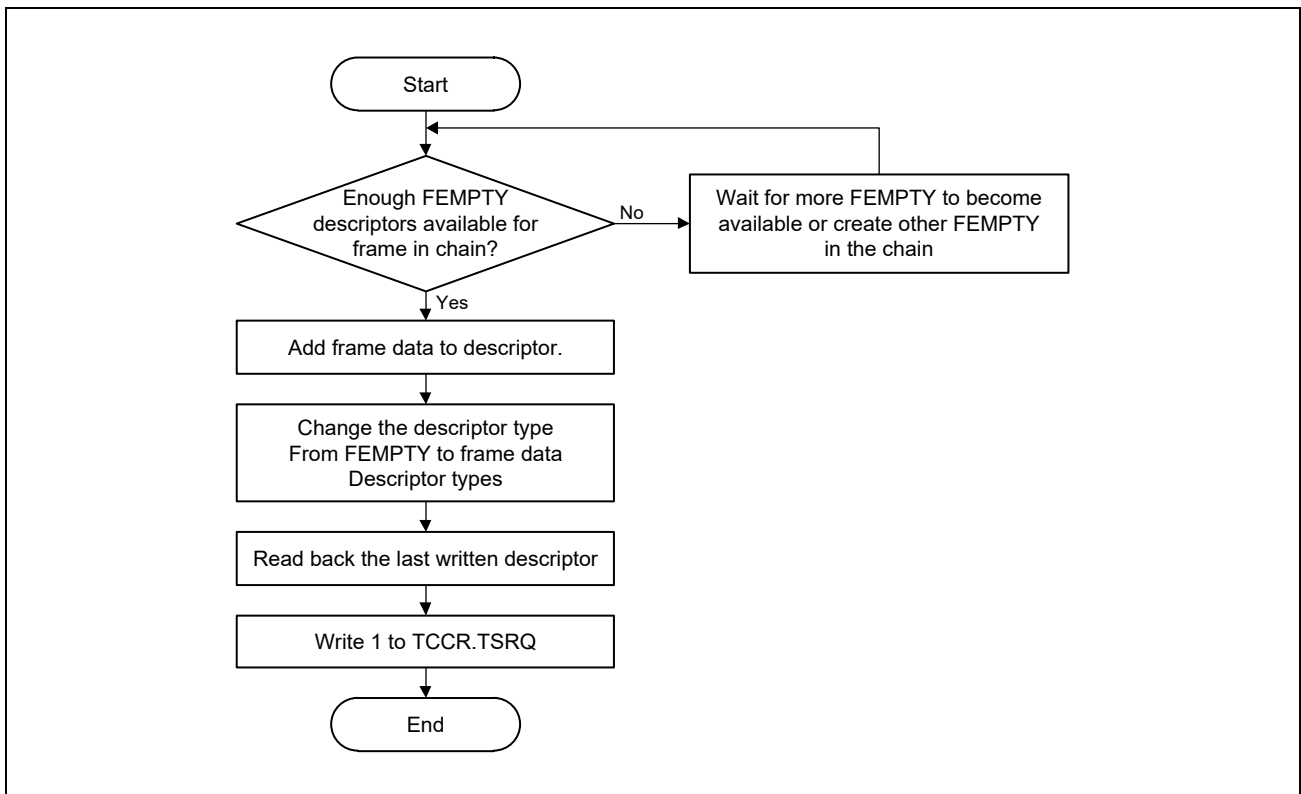 Start
Enough FEMPTY
descriptors available for
frame in chain?
No
Wait for more FEMPTY to become
available or create other FEMPTY
in the chain
Yes
Add frame data to descriptor.
Change the descriptor type
From FEMPTY to frame data
Descriptor types
Read back the last written descriptor
Write 1 to TCCR.TSRQ
End